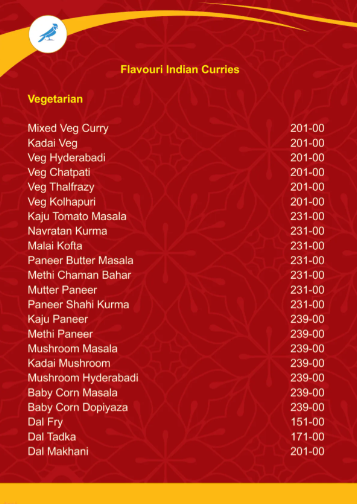 Flavouri Indian Curries
Vegetarian
Mixed Veg Curry 201-00
Kadai Veg 201-00
Veg Hyderabadi 201-00
Veg Chatpati 201-00
Veg Thalfrazy 201-00
Veg Kolhapuri 201-00
Kaju Tomato Masala 231-00
Navratan Kurma 231-00
Malai Kofta 231-00
Paneer Butter Masala 231-00
Methi Chaman Bahar 231-00
Mutter Paneer 231-00
Paneer Shahi Kurma 231-00
Kaju Paneer 239-00
Methi Paneer 239-00
Mushroom Masala 239-00
Kadai Mushroom 239-00
Mushroom Hyderabadi 239-00
Baby Corn Masala 239-00
Baby Corn Dopiyaza 239-00
Dal Fry 151-00
Dal Tadka 171-00
Dal Makhani 201-00